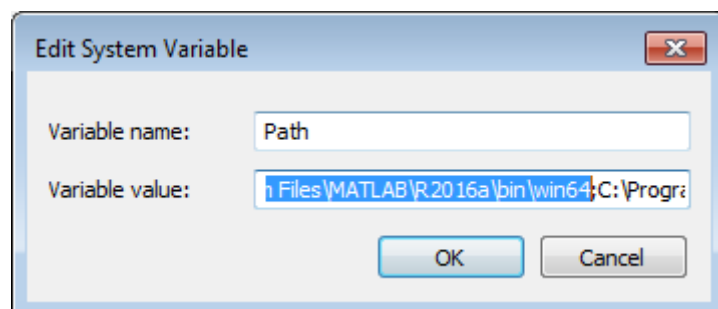 Edit System Variable
Variable name: Path
Variable value: n Files\MATLAB\R2016a\bin\win64;C:\Progra
OK Cancel